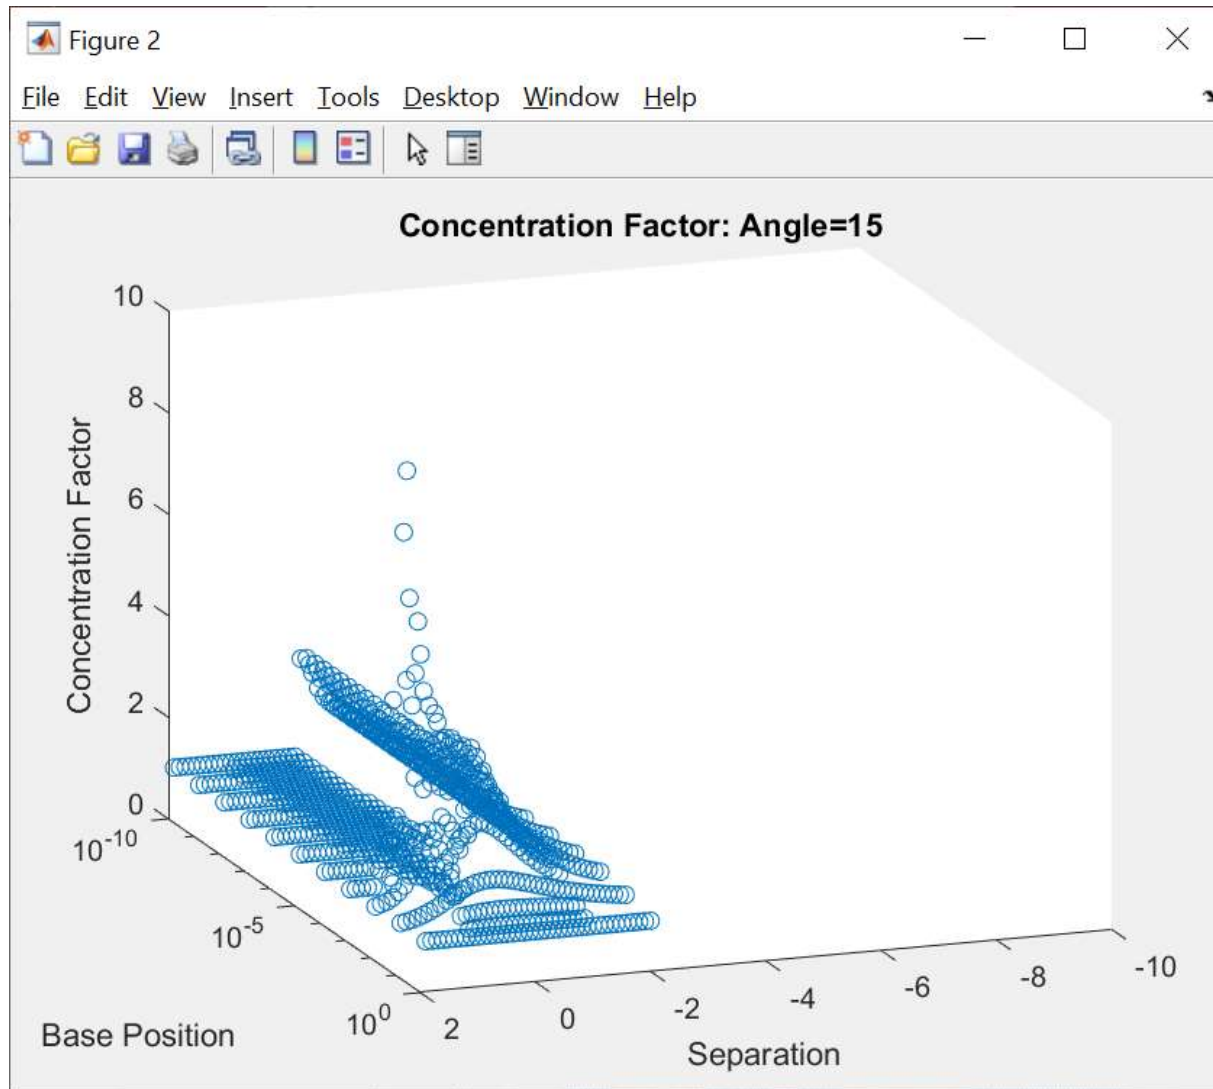 Figure 2
File Edit View Insert Tools Desktop Window Help
Concentration Factor: Angle=15
10
8
6
4
2
0
Concentration Factor
10^-10
10^-5
10^0
Base Position
2
0
-2
-4
-6
-8
-10
Separation